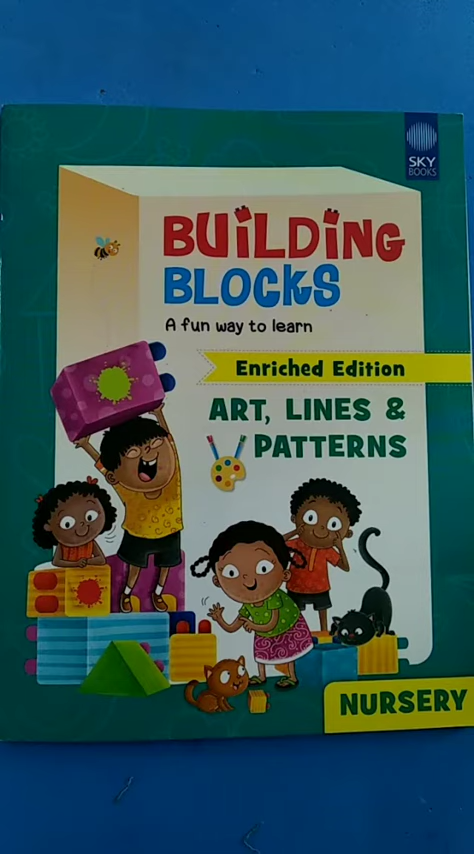 SKY
BOOKS
BUILDING
BLOCKS
A fun way to learn
Enriched Edition
ART, LINES &
PATTERNS
NURSERY